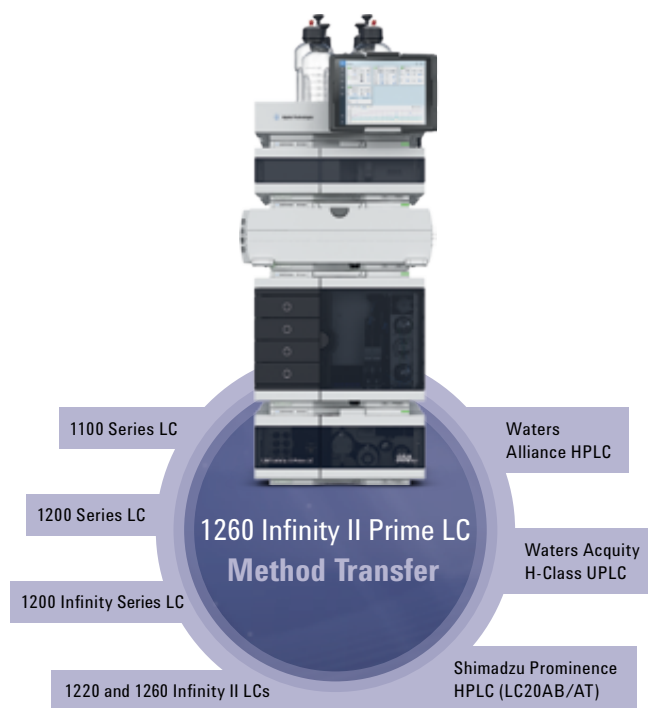 1100 Series LC
1200 Series LC
1200 Infinity Series LC
1220 and 1260 Infinity II LCs
1260 Infinity II Prime LC
Method Transfer
Waters
Alliance HPLC
Waters Acquity
H-Class UPLC
Shimadzu Prominence
HPLC (LC20AB/AT)